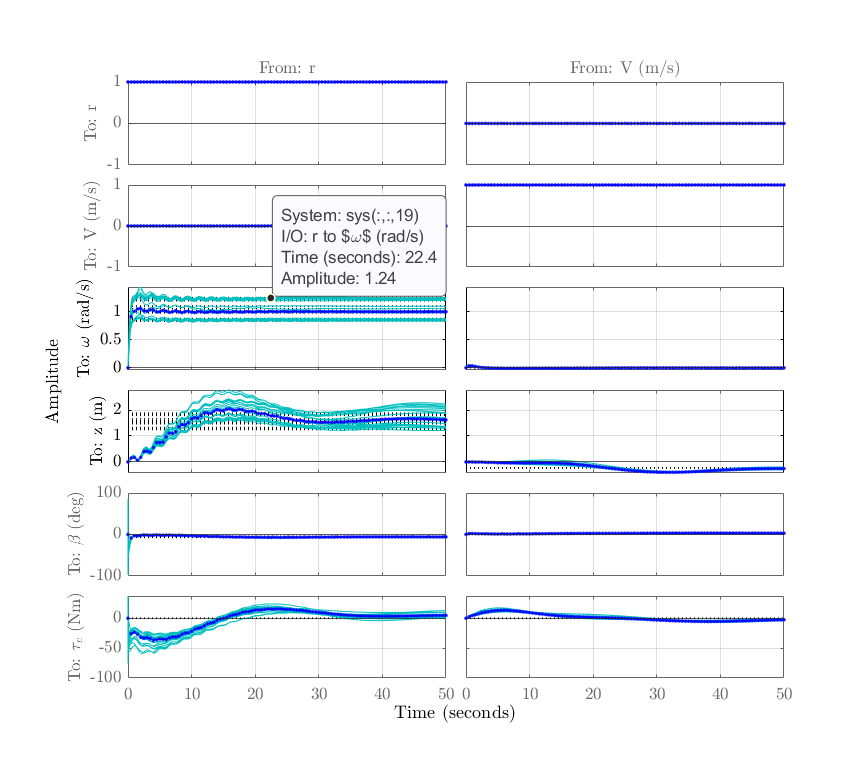 From: r
From: V (m/s)
To: r
1
0
-1
To: V (m/s)
1
0
-1
System: sys(:,:,19)
I/O: r to $ω$ (rad/s)
Time (seconds): 22.4
Amplitude: 1.24
To: ω (rad/s)
1
0.5
0
Amplitude
To: z (m)
2
1
0
To: β (deg)
100
0
-100
To: τe (Nm)
0
-50
-100
0 10 20 30 40 50
0 10 20 30 40 50
Time (seconds)